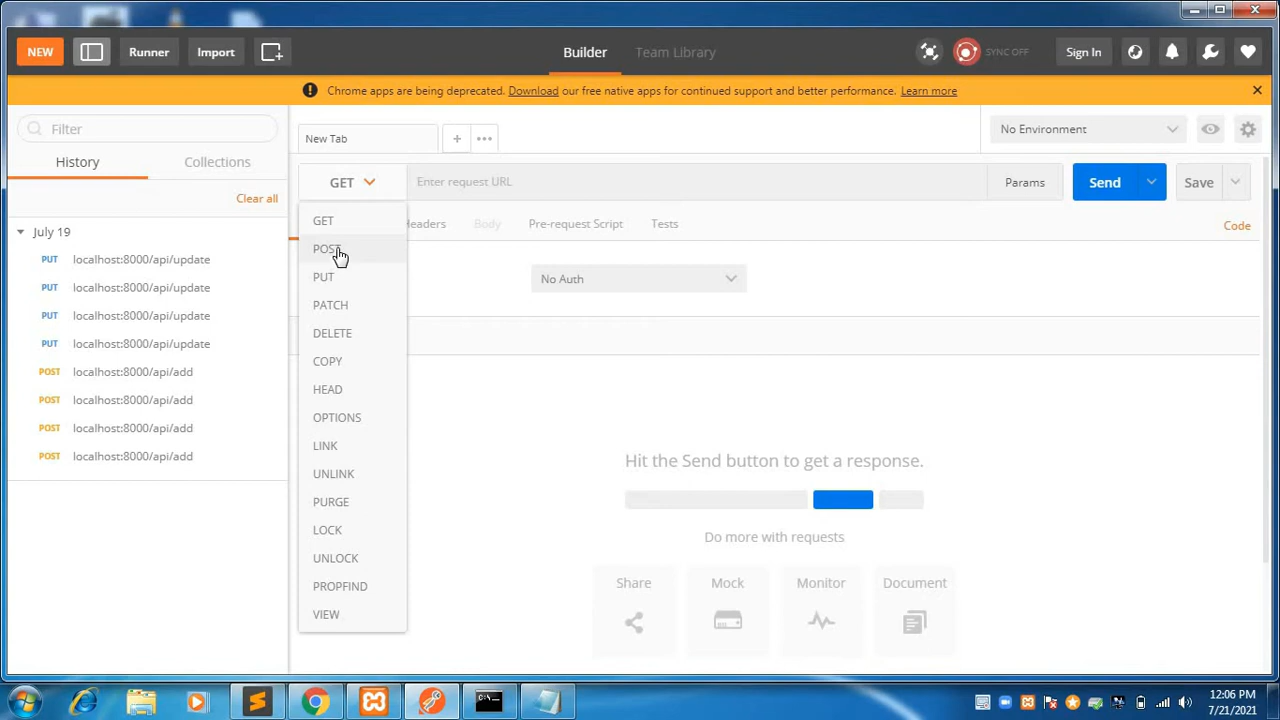 NEW
Runner
Import
Builder
Team Library
SYNC OFF
Sign In
Chrome apps are being deprecated. Download our free native apps for continued support and better performance. Learn more
Filter
History
Collections
Clear all
July 19
PUT localhost:8000/api/update
PUT localhost:8000/api/update
PUT localhost:8000/api/update
PUT localhost:8000/api/update
POST localhost:8000/api/add
POST localhost:8000/api/add
POST localhost:8000/api/add
POST localhost:8000/api/add
New Tab
No Environment
GET
Enter request URL
Params
Send
Save
Headers
Body
Pre-request Script
Tests
Code
GET
POST
PUT
PATCH
DELETE
COPY
HEAD
OPTIONS
LINK
UNLINK
PURGE
LOCK
UNLOCK
PROPFIND
VIEW
No Auth
Hit the Send button to get a response.
Do more with requests
Share
Mock
Monitor
Document
12:06 PM
7/21/2021